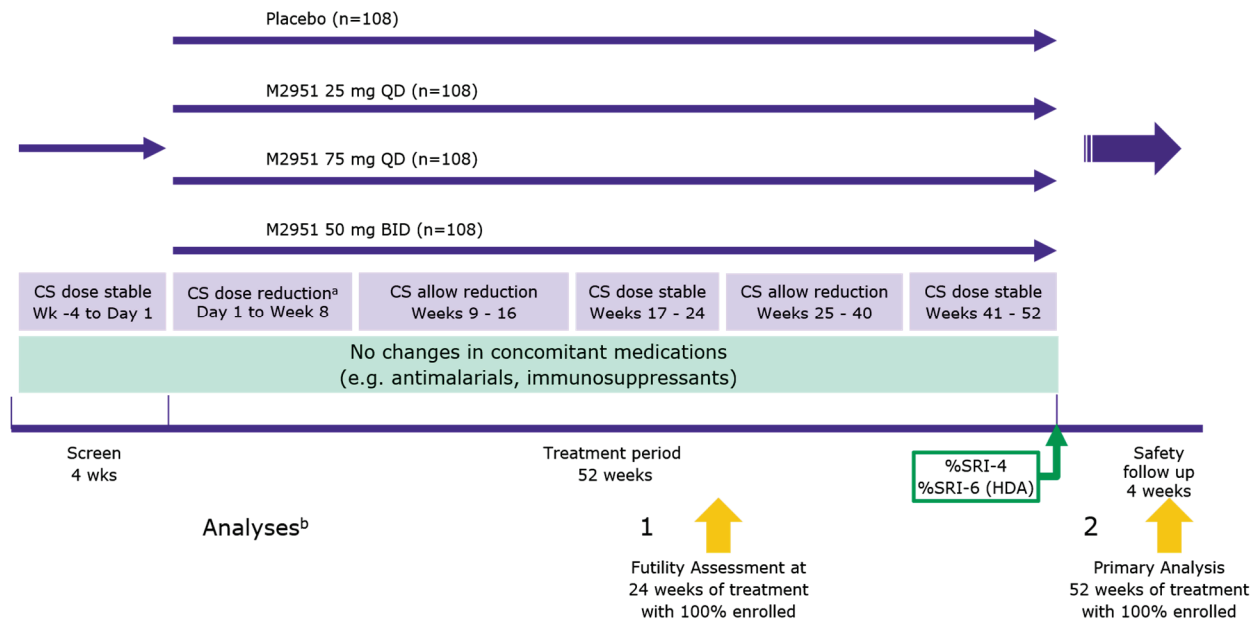 Placebo (n=108)
M2951 25 mg QD (n=108)
M2951 75 mg QD (n=108)
M2951 50 mg BID (n=108)
CS dose stable
Wk -4 to Day 1
CS dose reductionᵃ
Day 1 to Week 8
CS allow reduction
Weeks 9 - 16
CS dose stable
Weeks 17 - 24
CS allow reduction
Weeks 25 - 40
CS dose stable
Weeks 41 - 52
No changes in concomitant medications
(e.g. antimalarials, immunosuppressants)
Screen
4 wks
Treatment period
52 weeks
%SRI-4
%SRI-6 (HDA)
Safety
follow up
4 weeks
Analysesᵇ
1
Futility Assessment at
24 weeks of treatment
with 100% enrolled
2
Primary Analysis
52 weeks of treatment
with 100% enrolled